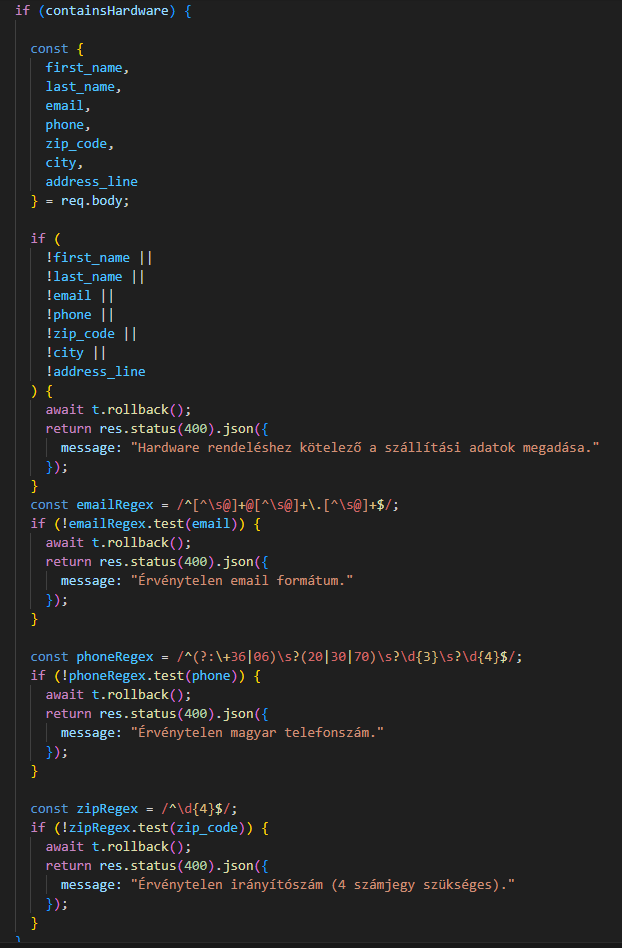 if (containsHardware) {
const {
first_name,
last_name,
email,
phone,
zip_code,
city,
address_line
} = req.body;
if (
!first_name ||
!last_name ||
!email ||
!phone ||
!zip_code ||
!city ||
!address_line
) {
await t.rollback();
return res.status(400).json({
message: "Hardware rendeléshez kötelező a szállítási adatok megadása."
});
}
const emailRegex = /^[^\s@]+@[^\s@]+\.[^\s@]+$/;
if (!emailRegex.test(email)) {
await t.rollback();
return res.status(400).json({
message: "Érvénytelen email formátum."
});
}
const phoneRegex = /^(?:\+36|06)\s?(20|30|70)\s?\d{3}\s?\d{4}$/;
if (!phoneRegex.test(phone)) {
await t.rollback();
return res.status(400).json({
message: "Érvénytelen magyar telefonszám."
});
}
const zipRegex = /^\d{4}$/;
if (!zipRegex.test(zip_code)) {
await t.rollback();
return res.status(400).json({
message: "Érvénytelen irányítószám (4 számjegy szükséges)."
});
}
}